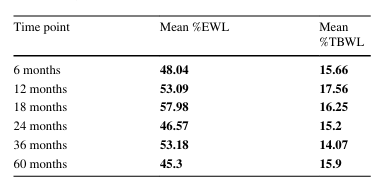 Time point Mean %EWL Mean
%TBWL
6 months 48.04 15.66
12 months 53.09 17.56
18 months 57.98 16.25
24 months 46.57 15.2
36 months 53.18 14.07
60 months 45.3 15.9